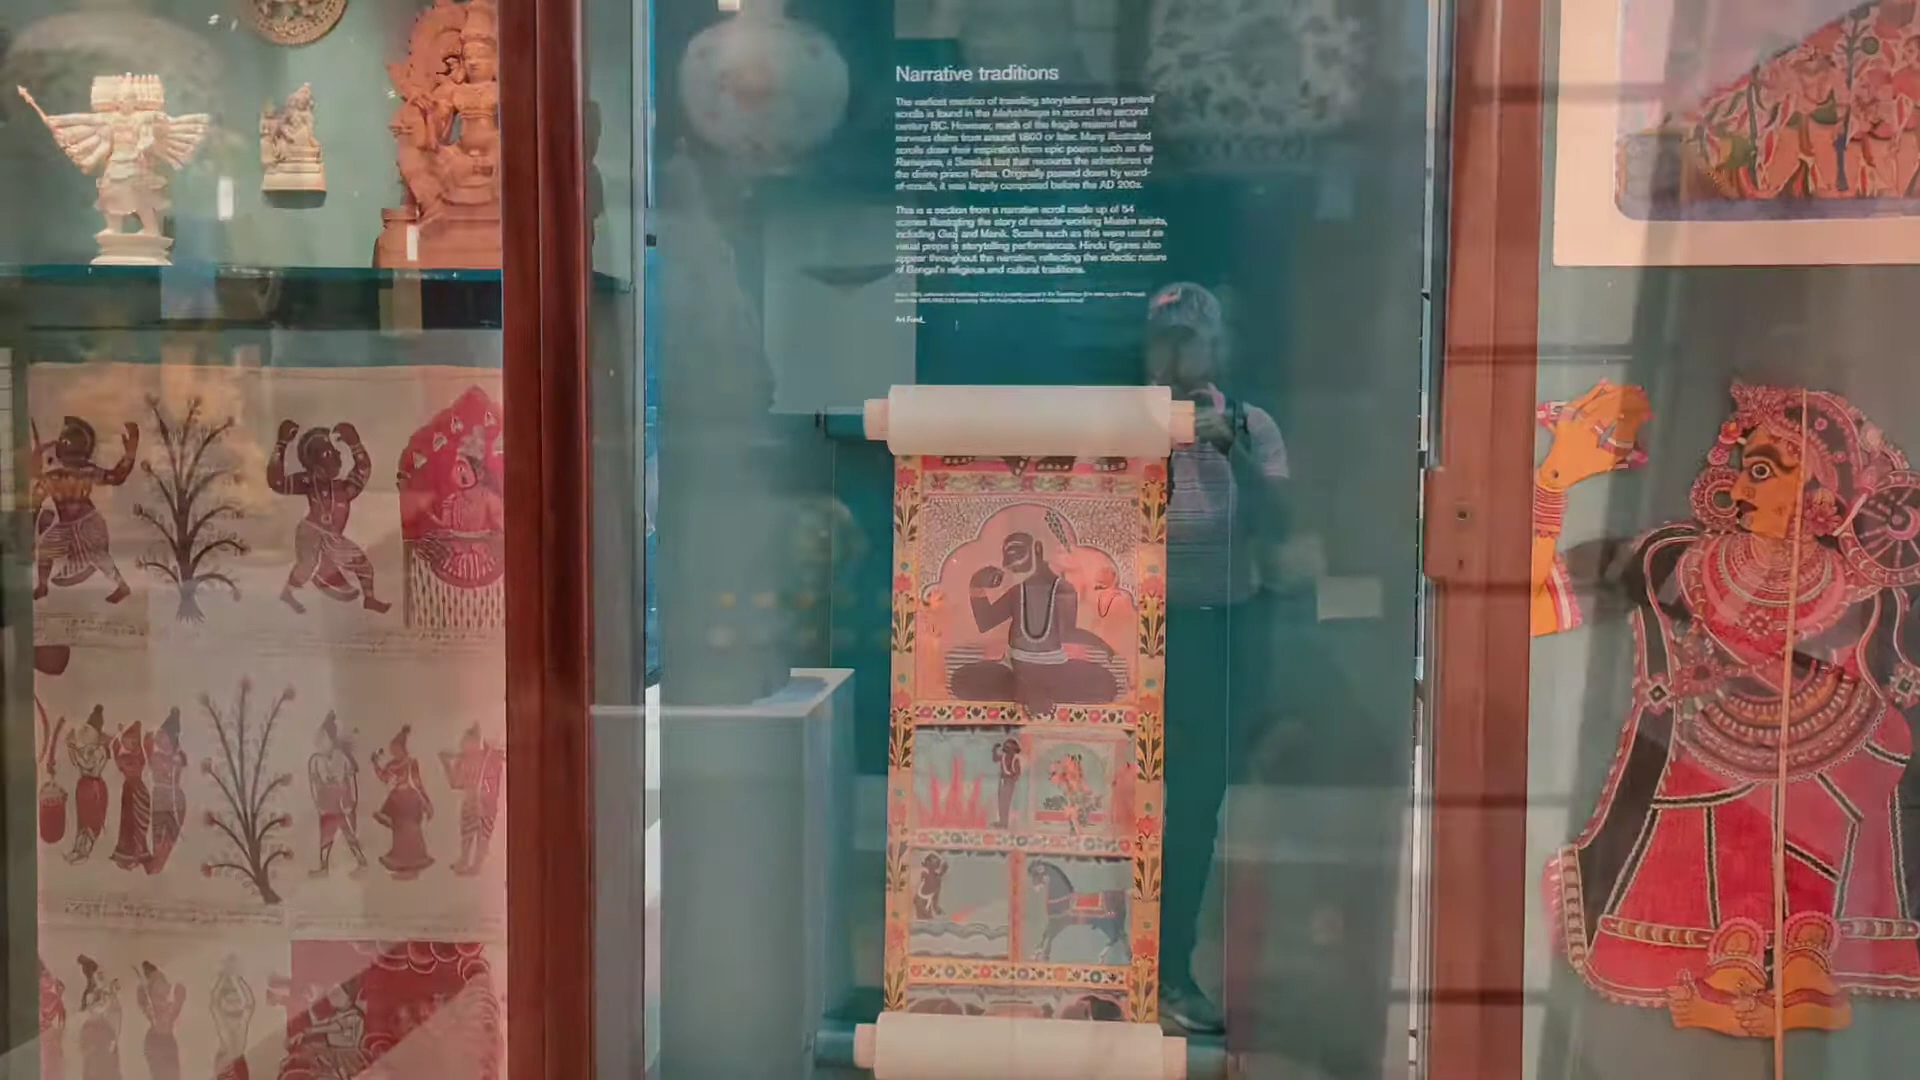 Narrative traditions
The earliest mention of travelling storytellers using painted
scrolls is found in the Mahabhasya in around the second
century BC. However, much of the fragile material that
survives dates from around 1800 or later. Many illustrated
scrolls draw their inspiration from epic poems such as the
Ramayana, a Sanskrit text that recounts the adventures of
the divine prince Rama. Originally passed down by word-
of-mouth, it was largely composed before the AD 200s.
This is a section from a narrative scroll made up of 54
scenes illustrating the story of miracle-working Muslim saints,
including Gazi and Manik. Scrolls such as this were used as
visual props in storytelling performances. Hindu figures also
appear throughout the narrative, reflecting the eclectic nature
of Bengal's religious and cultural traditions.
Art Fund_